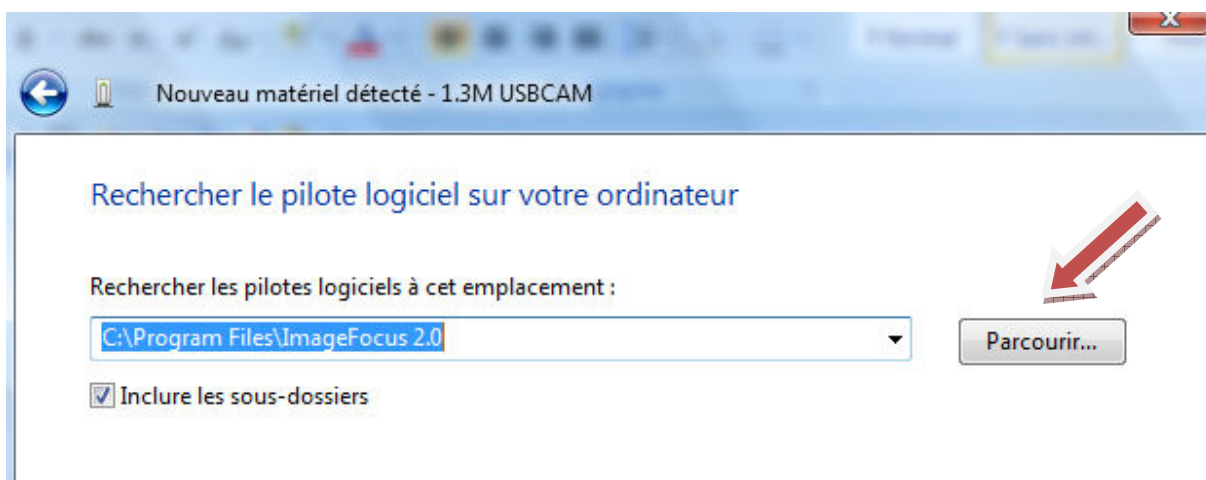 Nouveau matériel détecté - 1.3M USBCAM
Rechercher le pilote logiciel sur votre ordinateur
Rechercher les pilotes logiciels à cet emplacement :
C:\Program Files\ImageFocus 2.0
Parcourir...
Inclure les sous-dossiers